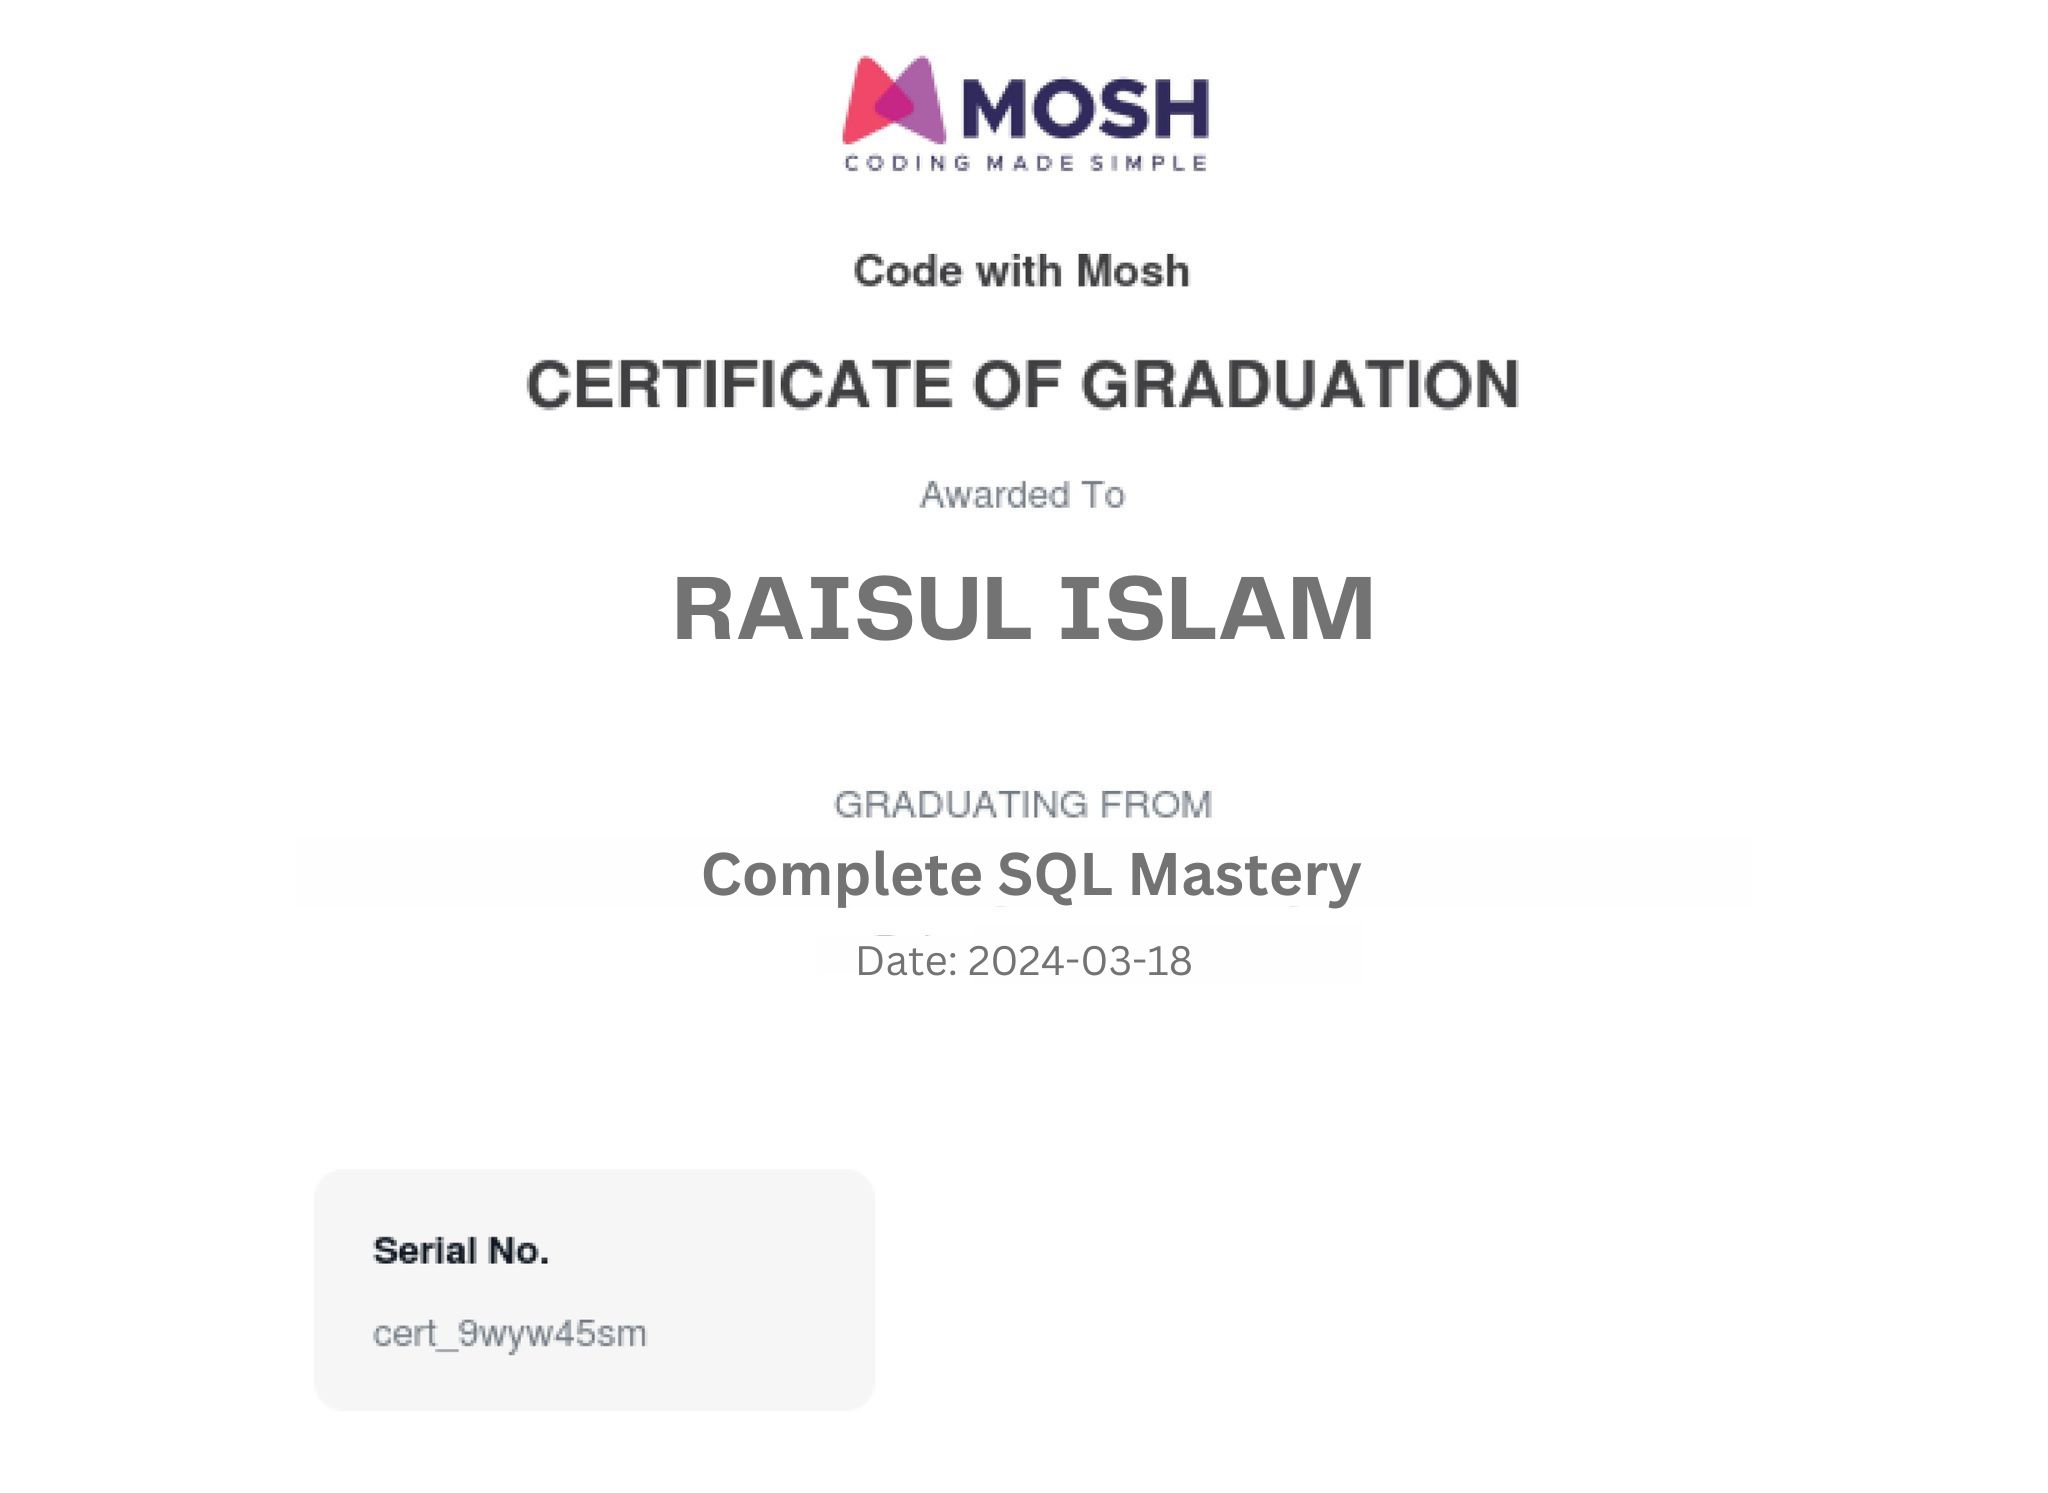 MOSH
CODING MADE SIMPLE
Code with Mosh
CERTIFICATE OF GRADUATION
Awarded To
RAISUL ISLAM
GRADUATING FROM
Complete SQL Mastery
Date: 2024-03-18
Serial No.
cert_9wyw45sm